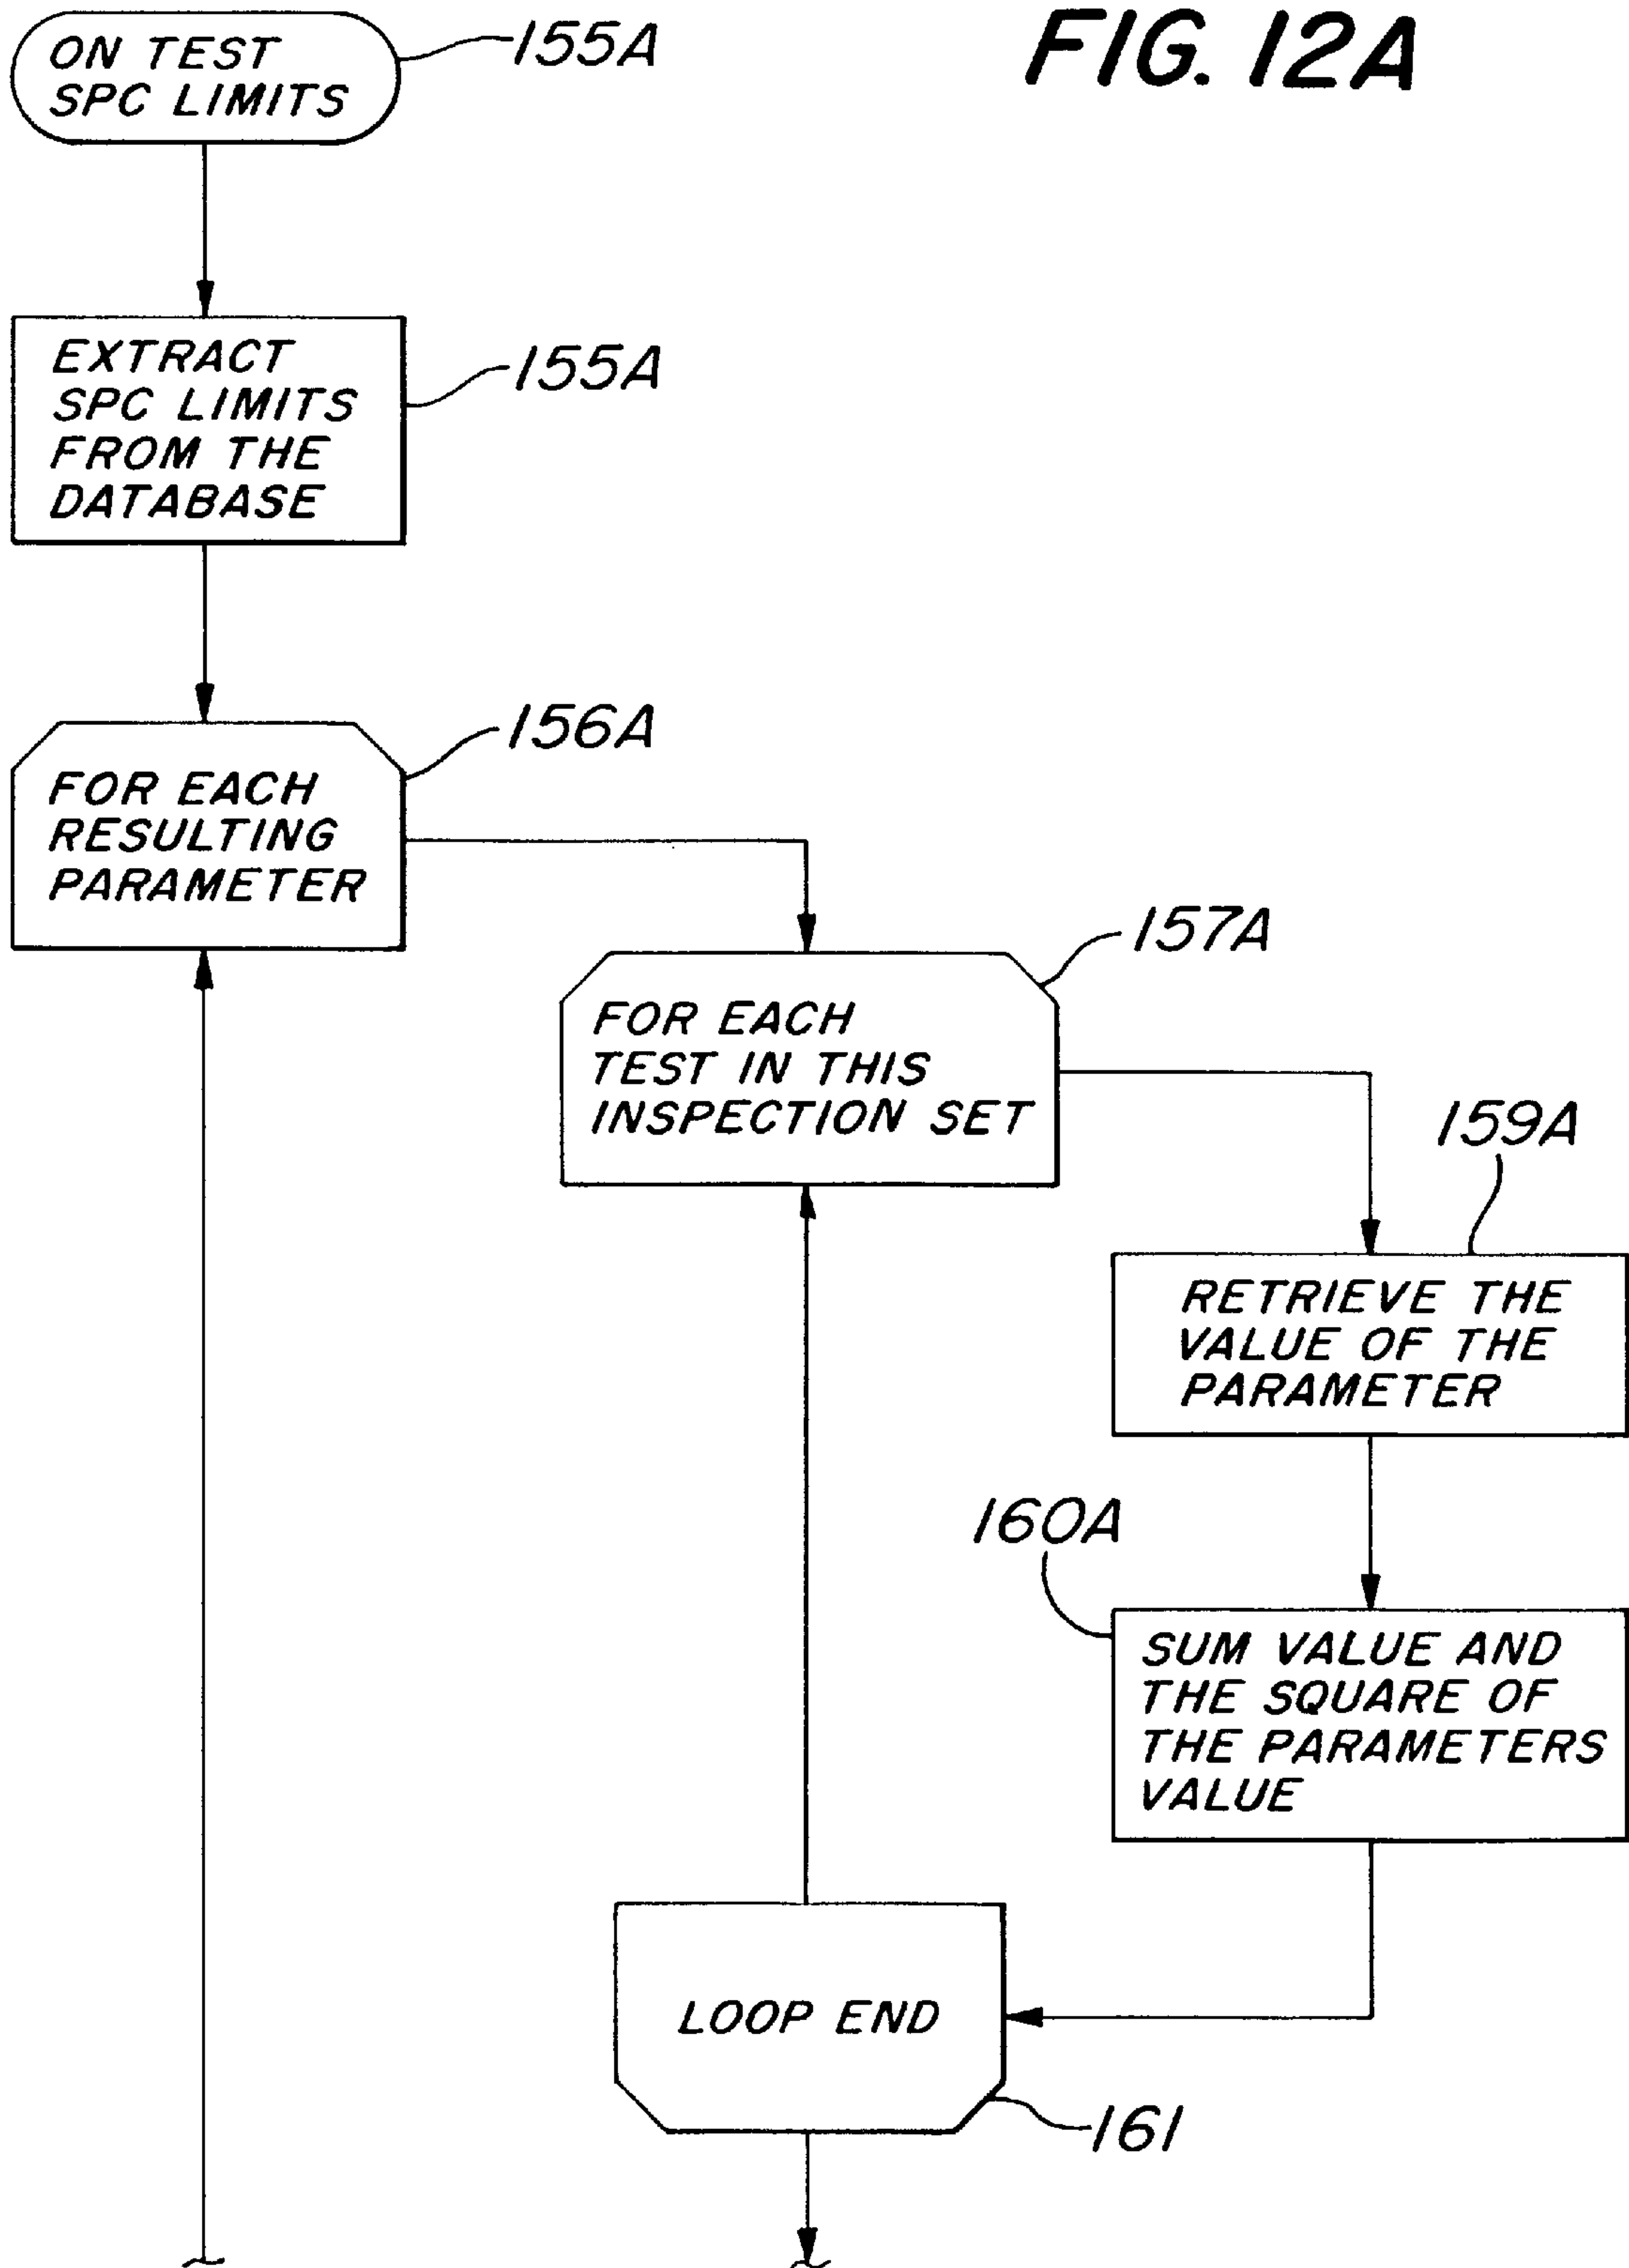 FIG. 12A
ON TEST
SPC LIMITS
155A
EXTRACT
SPC LIMITS
FROM THE
DATABASE
155A
FOR EACH
RESULTING
PARAMETER
156A
FOR EACH
TEST IN THIS
INSPECTION SET
157A
RETRIEVE THE
VALUE OF THE
PARAMETER
159A
SUM VALUE AND
THE SQUARE OF
THE PARAMETERS
VALUE
160A
LOOP END
161